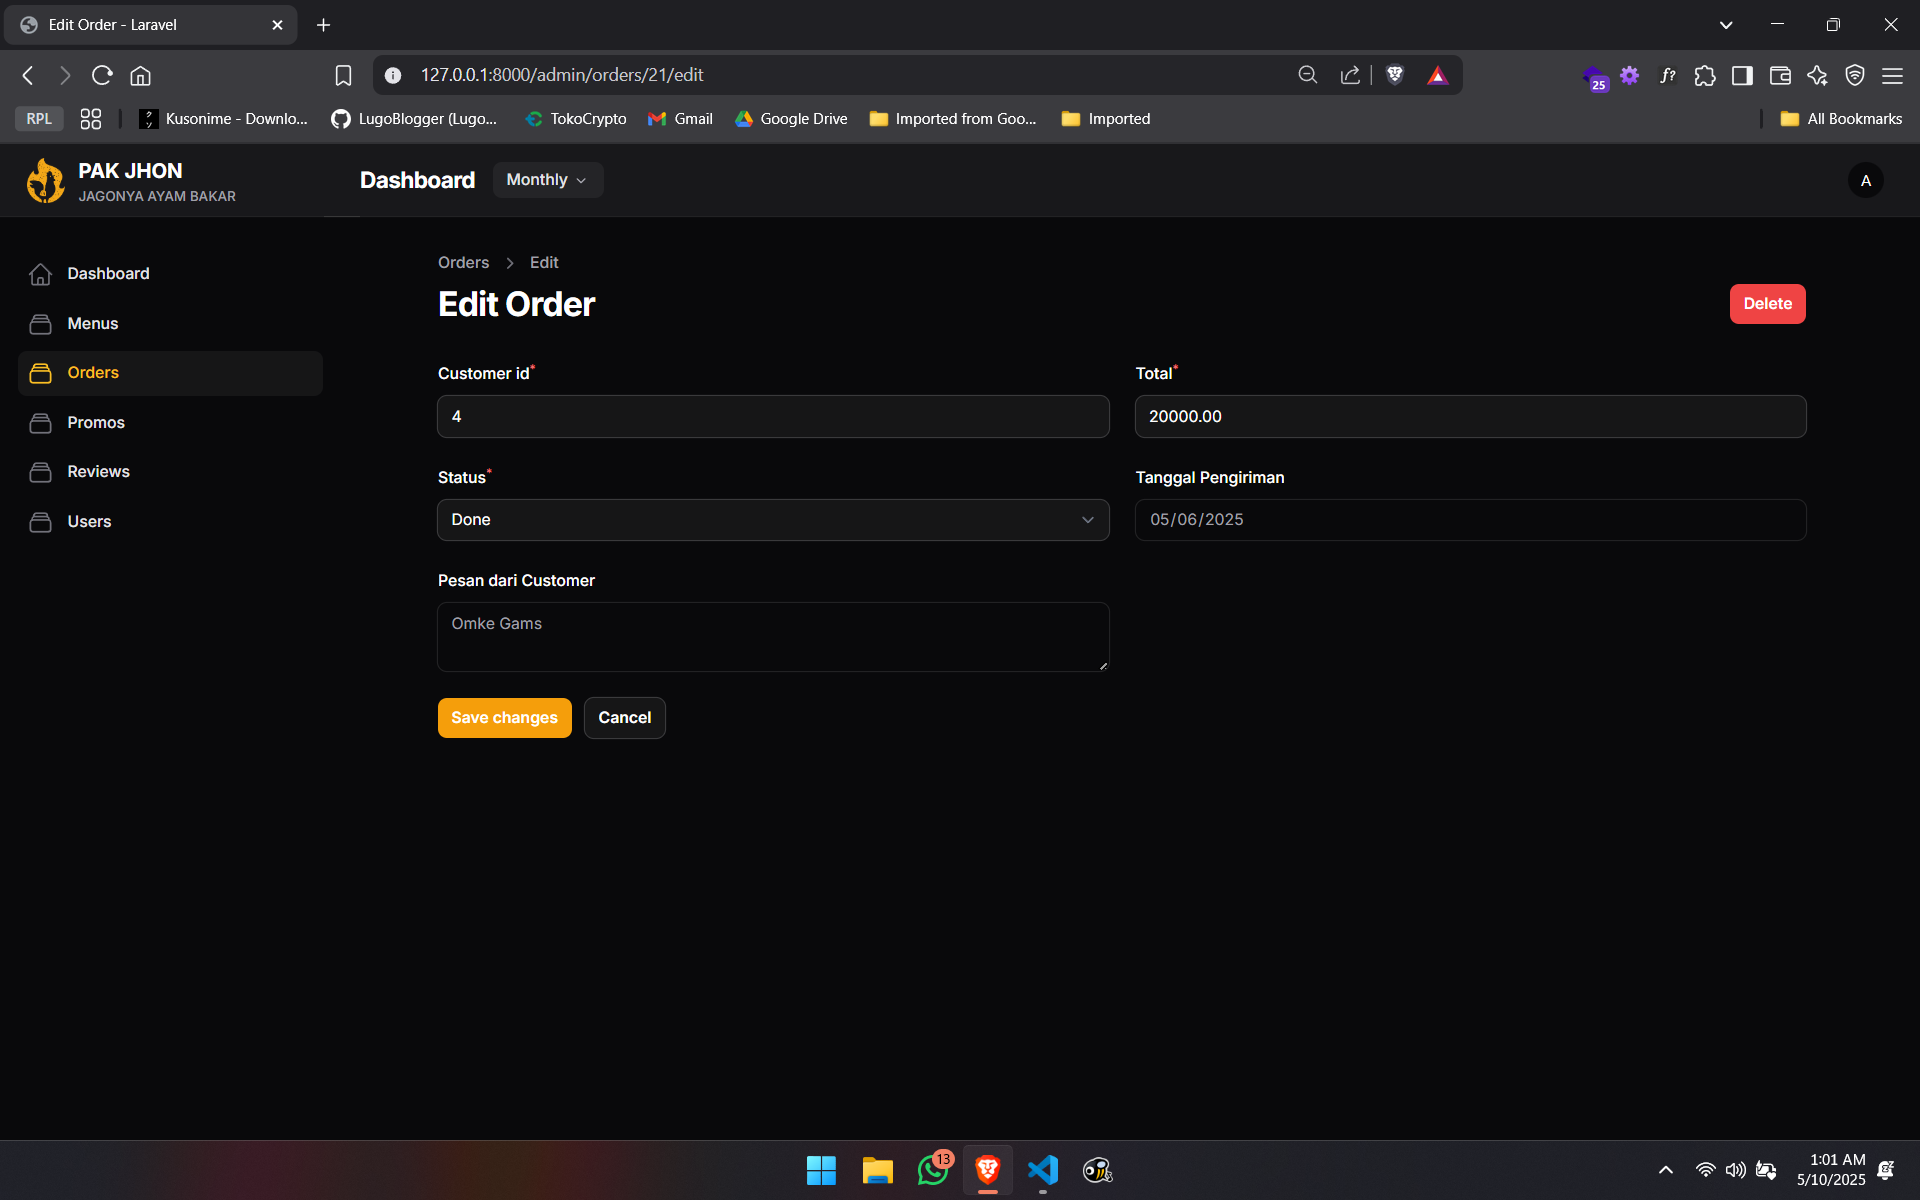 Edit Order - Laravel
127.0.0.1:8000/admin/orders/21/edit
25
f?
RPL
Kusonime - Downlo...
LugoBlogger (Lugo...
TokoCrypto
Gmail
Google Drive
Imported from Goo...
Imported
All Bookmarks
PAK JHON
JAGONYA AYAM BAKAR
Dashboard
Monthly
A
Dashboard
Menus
Orders
Promos
Reviews
Users
Orders
Edit
Edit Order
Delete
Customer id*
4
Total*
20000.00
Status*
Done
Tanggal Pengiriman
05/06/2025
Pesan dari Customer
Omke Gams
Save changes
Cancel
13
1:01 AM
5/10/2025